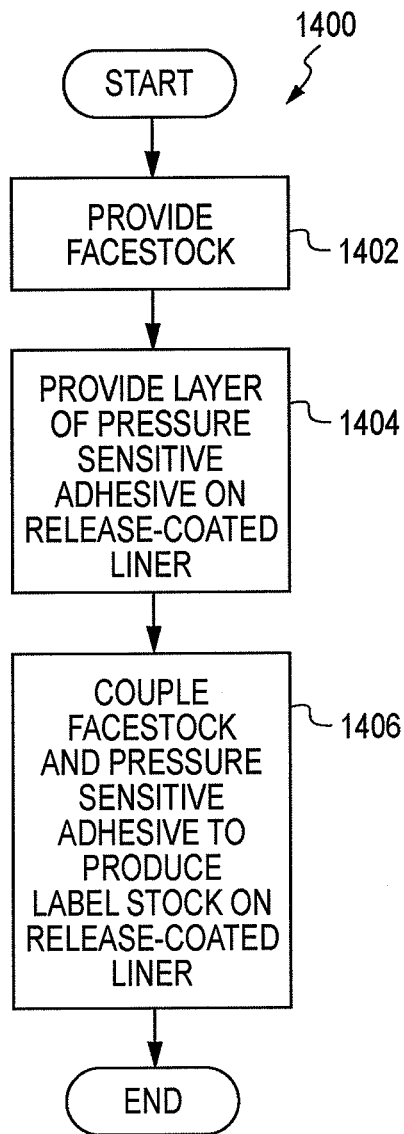 1400
START
PROVIDE
FACESTOCK
1402
PROVIDE LAYER
OF PRESSURE
SENSITIVE
ADHESIVE ON
RELEASE-COATED
LINER
1404
COUPLE
FACESTOCK
AND PRESSURE
SENSITIVE
ADHESIVE TO
PRODUCE
LABEL STOCK ON
RELEASE-COATED
LINER
1406
END